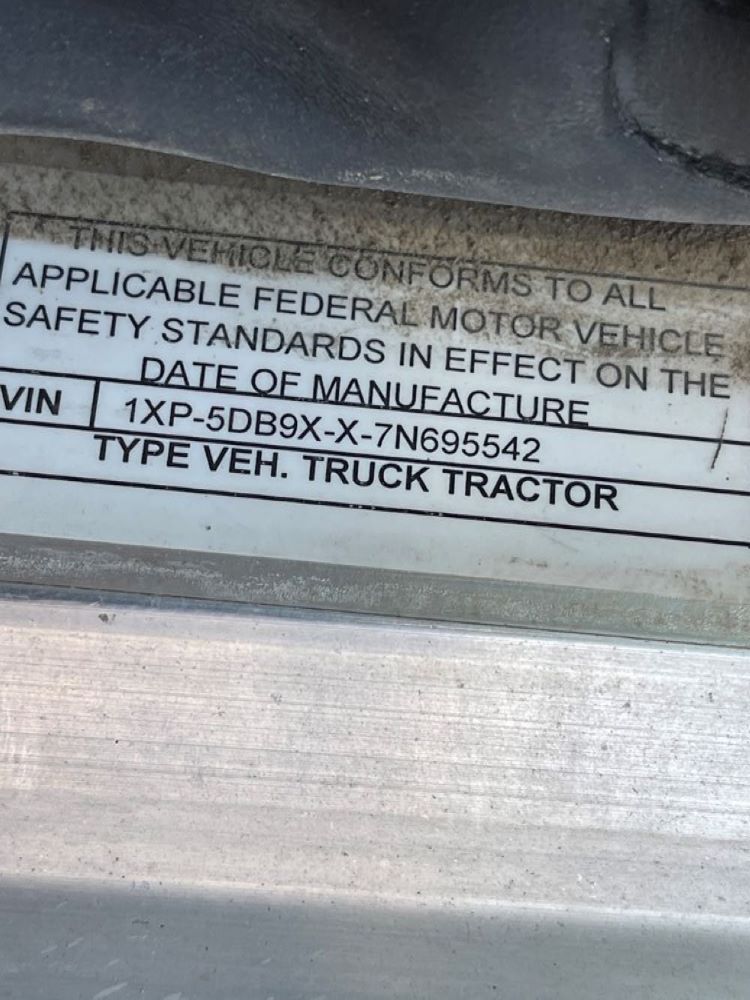 THIS VEHICLE CONFORMS TO ALL
APPLICABLE FEDERAL MOTOR VEHICLE
SAFETY STANDARDS IN EFFECT ON THE
DATE OF MANUFACTURE
VIN 1XP-5DB9X-X-7N695542
TYPE VEH. TRUCK TRACTOR